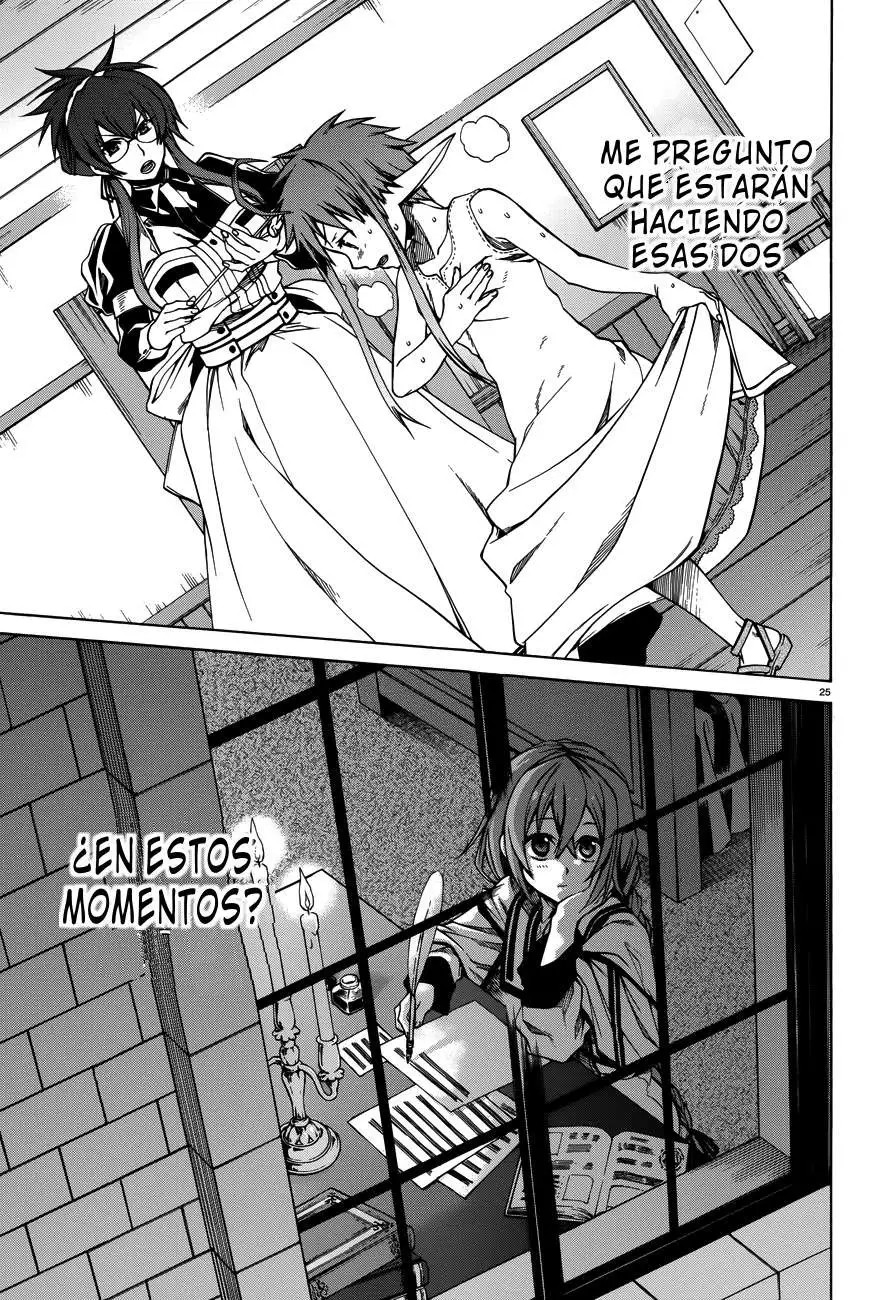 ME PREGUNTO
QUE ESTARÁN
HACIENDO
ESAS DOS
25
¿EN ESTOS
MOMENTOS?